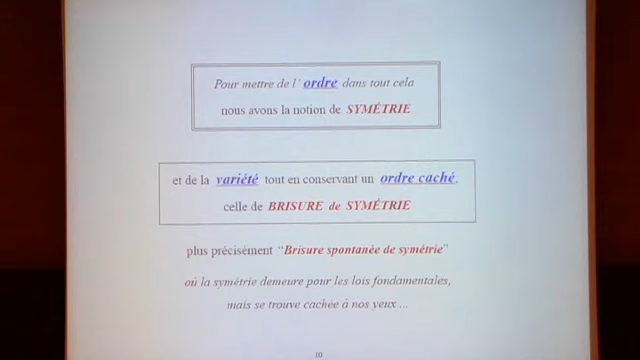 Pour mettre de l'ordre dans tout cela
nous avons la notion de SYMÉTRIE
et de la variété tout en conservant un ordre caché,
celle de BRISURE de SYMÉTRIE
plus précisément “Brisure spontanée de symétrie”
où la symétrie demeure pour les lois fondamentales,
mais se trouve cachée à nos yeux ...
10